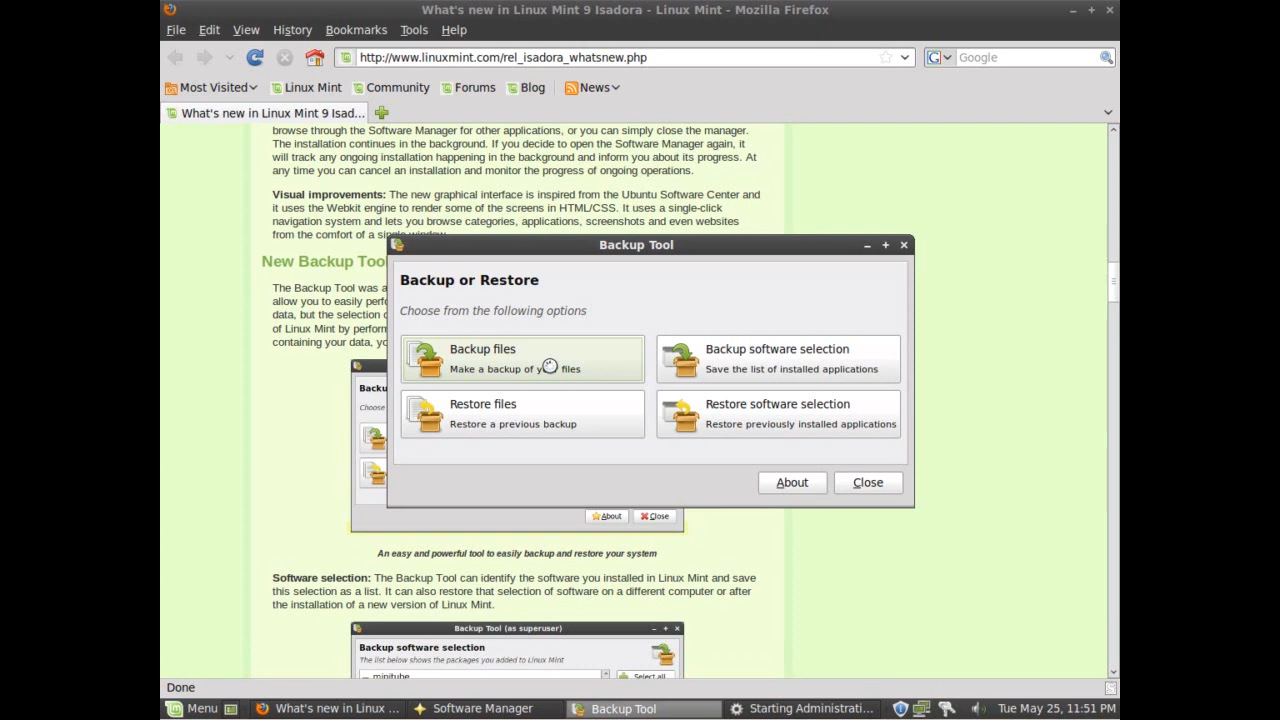 What's new in Linux Mint 9 Isadora - Linux Mint - Mozilla Firefox
File Edit View History Bookmarks Tools Help
http://www.linuxmint.com/rel_isadora_whatsnew.php
Google
Most Visited Linux Mint Community Forums Blog News
What's new in Linux Mint 9 Isad...
browse through the Software Manager for other applications, or you can simply close the manager.
The installation continues in the background. If you decide to open the Software Manager again, it
will track any ongoing installation happening in the background and inform you about its progress. At
any time you can cancel an installation and monitor the progress of ongoing operations.
Visual improvements: The new graphical interface is inspired from the Ubuntu Software Center and
it uses the Webkit engine to render some of the screens in HTML/CSS. It uses a single-click
navigation system and lets you browse categories, applications, screenshots and even websites
from the comfort of a single window.
New Backup Too
The Backup Tool was a
allow you to easily perf
data, but the selection
of Linux Mint by perform
containing your data, yo
Backup Tool
Backup or Restore
Choose from the following options
Backup files
Make a backup of files
Backup software selection
Save the list of installed applications
Restore files
Restore a previous backup
Restore software selection
Restore previously installed applications
About Close
Backu
Choose
About Close
An easy and powerful tool to easily backup and restore your system
Software selection: The Backup Tool can identify the software you installed in Linux Mint and save
this selection as a list. It can also restore that selection of software on a different computer or after
the installation of a new version of Linux Mint.
Backup Tool (as superuser)
Backup software selection
The list below shows the packages you added to Linux Mint
minitube
Select all
Done
Menu What's new in Linux ... Software Manager Backup Tool Starting Administrati... Tue May 25, 11:51 PM